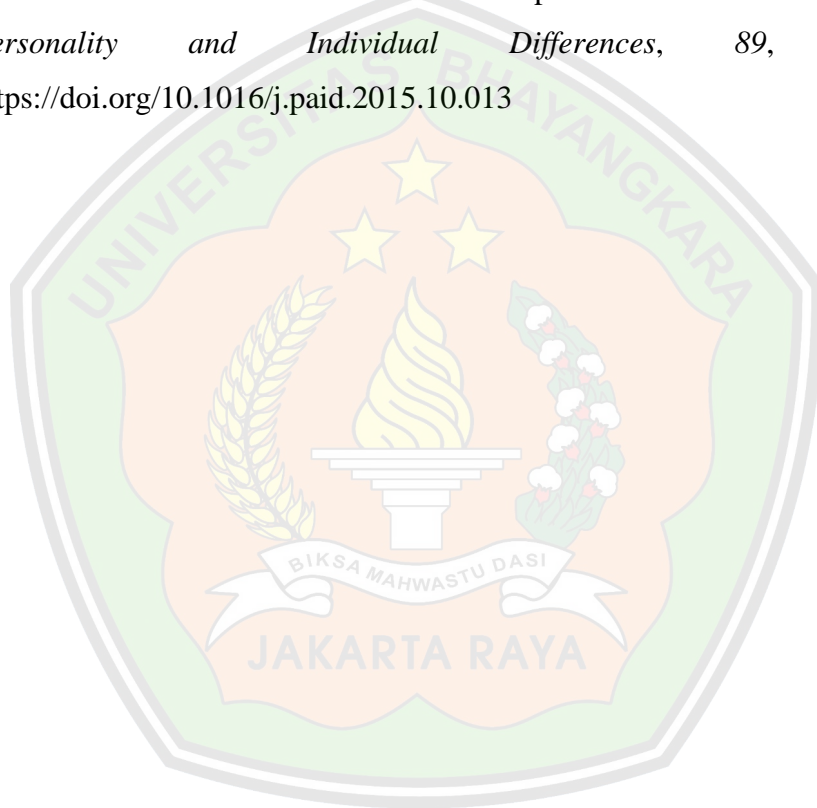 ersonality and Individual Differences, 89,
tps://doi.org/10.1016/j.paid.2015.10.013
UNIVERSITAS BHAYANGKARA
BIKSA MAHWASTU DASI
JAKARTA RAYA